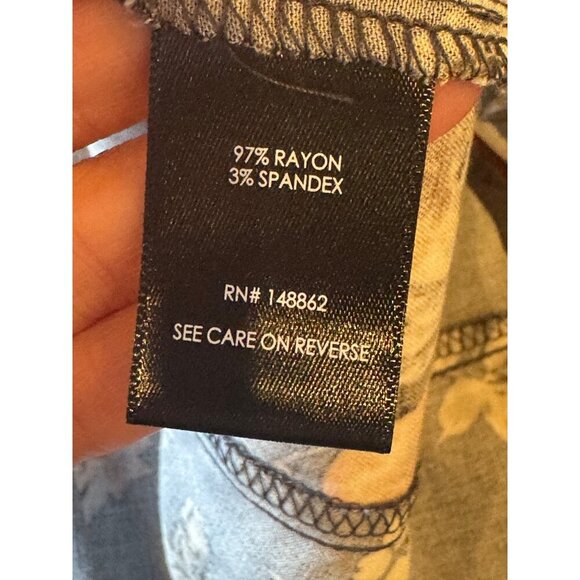 97% RAYON
3% SPANDEX
RN# 148862
SEE CARE ON REVERSE